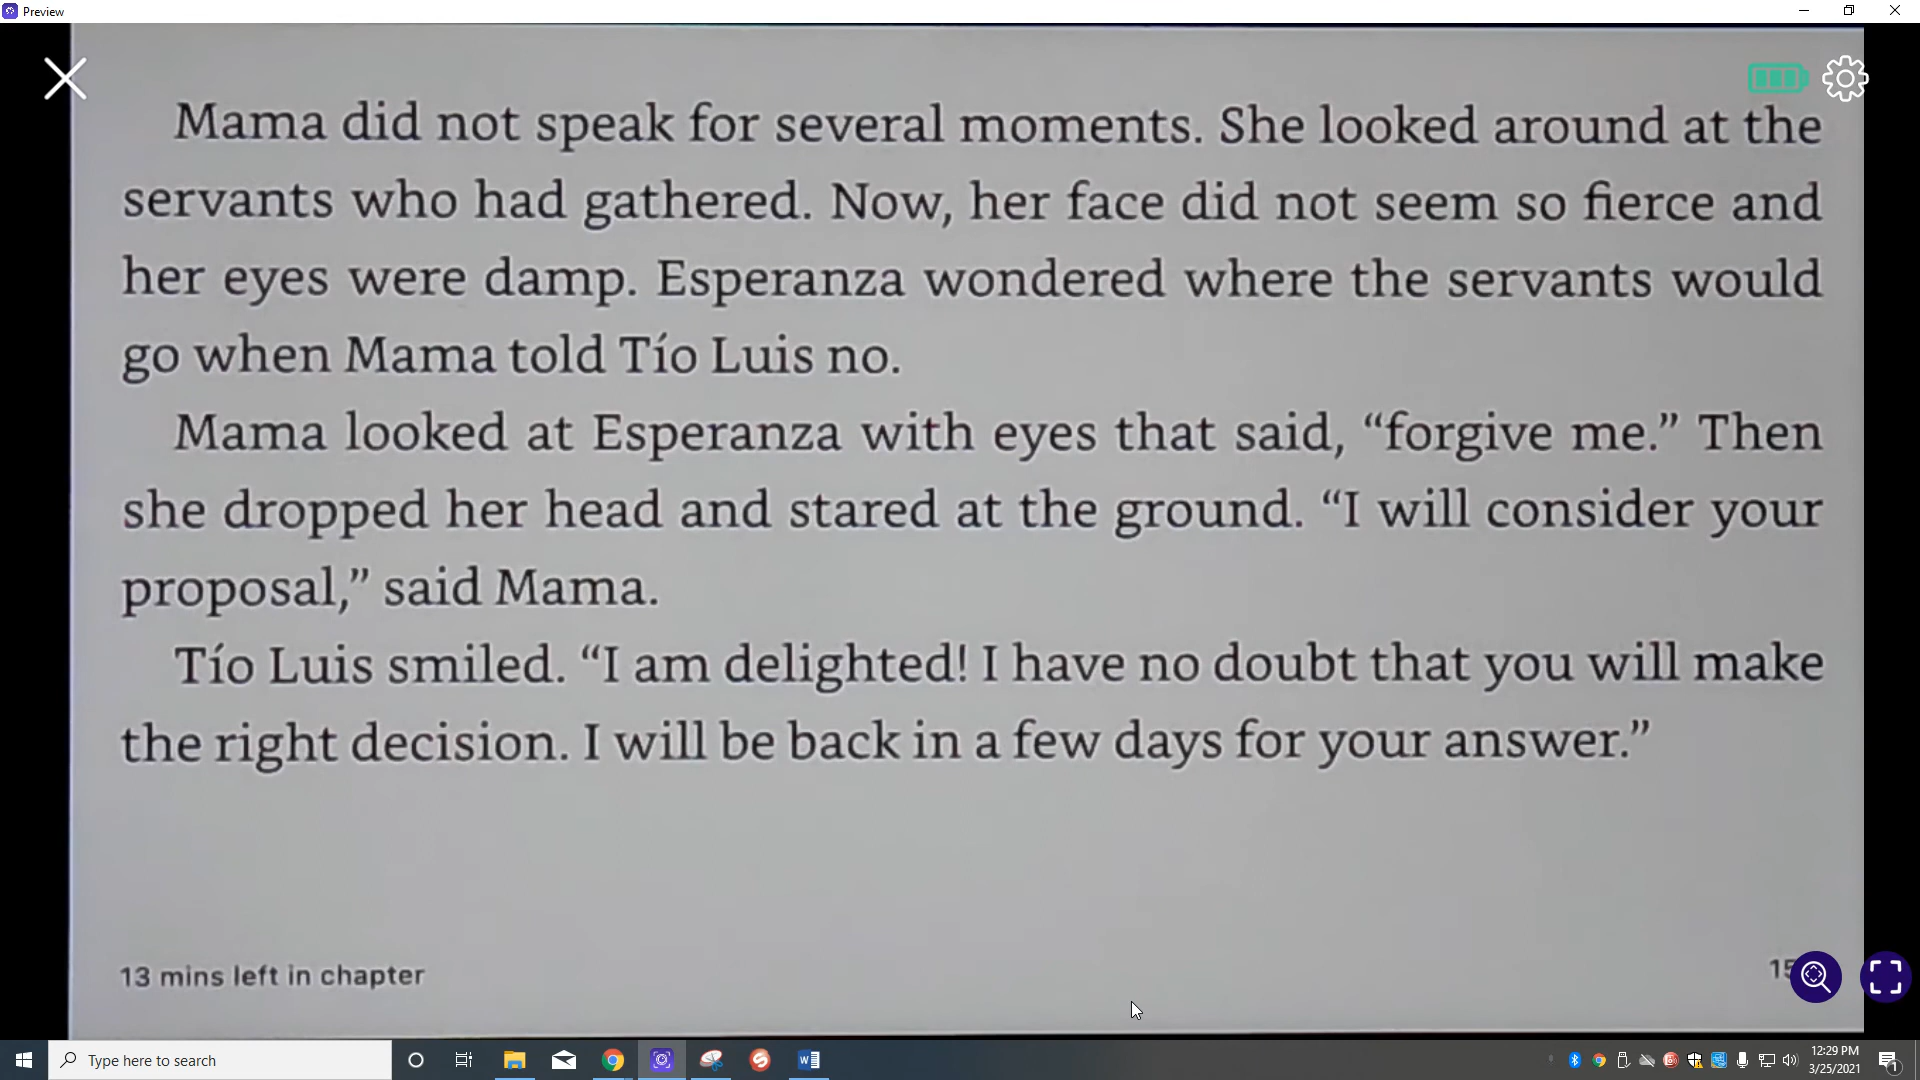 Preview
Mama did not speak for several moments. She looked around at the
servants who had gathered. Now, her face did not seem so fierce and
her eyes were damp. Esperanza wondered where the servants would
go when Mama told Tío Luis no.
Mama looked at Esperanza with eyes that said, “forgive me.” Then
she dropped her head and stared at the ground. “I will consider your
proposal,” said Mama.
Tío Luis smiled. “I am delighted! I have no doubt that you will make
the right decision. I will be back in a few days for your answer.”
13 mins left in chapter
Type here to search
12:29 PM
3/25/2021